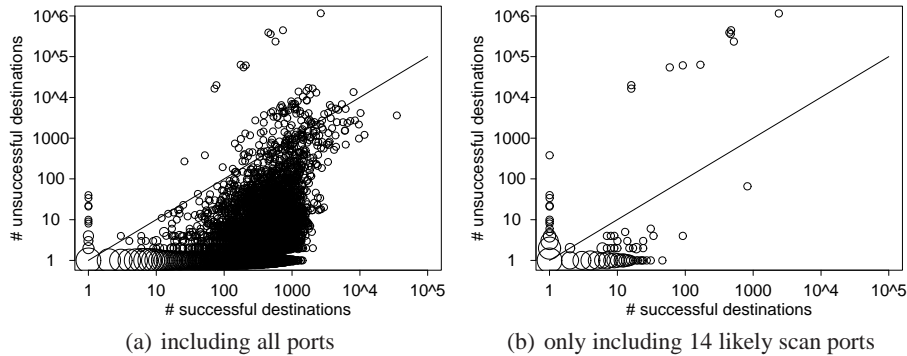 10^6
10^5
10^4
1000
100
10
1
# unsuccessful destinations
1 10 100 1000 10^4 10^5
# successful destinations
(a) including all ports
10^6
10^5
10^4
1000
100
10
1
# unsuccessful destinations
1 10 100 1000 10^4 10^5
# successful destinations
(b) only including 14 likely scan ports